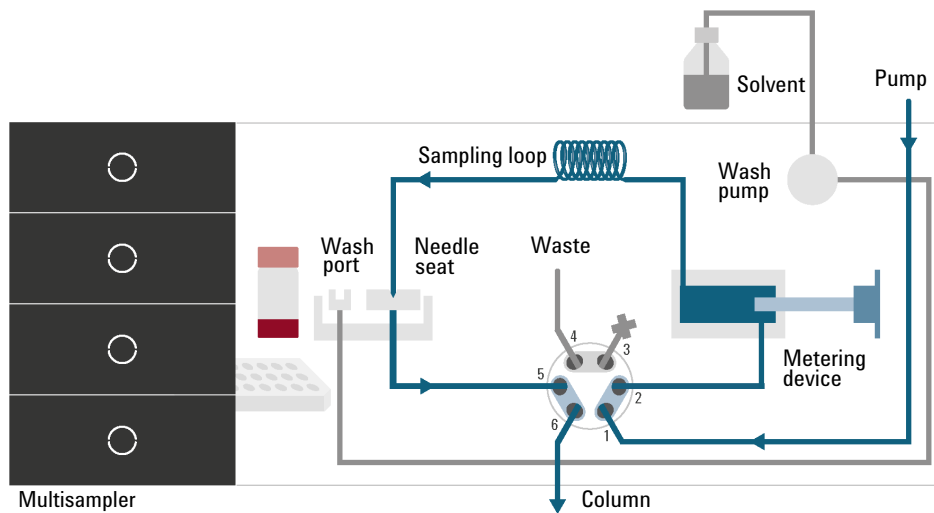 Solvent
Pump
Sampling loop
Wash
pump
Wash
port
Needle
seat
Waste
4
3
5
2
6
1
Metering
device
Multisampler
Column